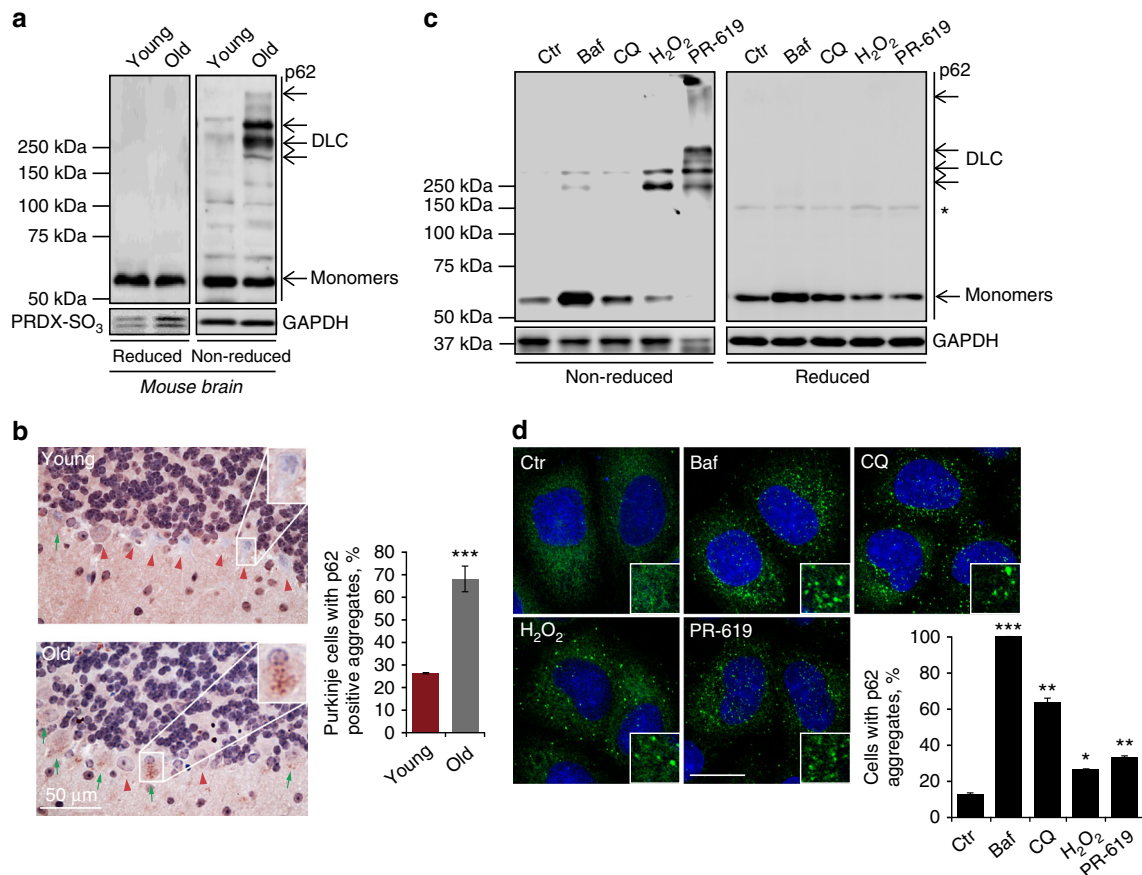 a
Young
Old
Young
Old
p62
250 kDa
150 kDa
100 kDa
75 kDa
50 kDa
DLC
Monomers
PRDX-SO3
GAPDH
Reduced
Non-reduced
Mouse brain
b
Young
Old
50 μm
Purkinje cells with p62
positive aggregates, %
80
70
60
50
40
30
20
10
0
***
Young
Old
c
Ctr
Baf
CQ
H2O2
PR-619
Ctr
Baf
CQ
H2O2
PR-619
p62
250 kDa
150 kDa
100 kDa
75 kDa
50 kDa
37 kDa
DLC
*
Monomers
GAPDH
Non-reduced
Reduced
d
Ctr
Baf
CQ
H2O2
PR-619
Cells with p62
aggregates, %
100
80
60
40
20
0
***
**
*
**
Ctr
Baf
CQ
H2O2
PR-619